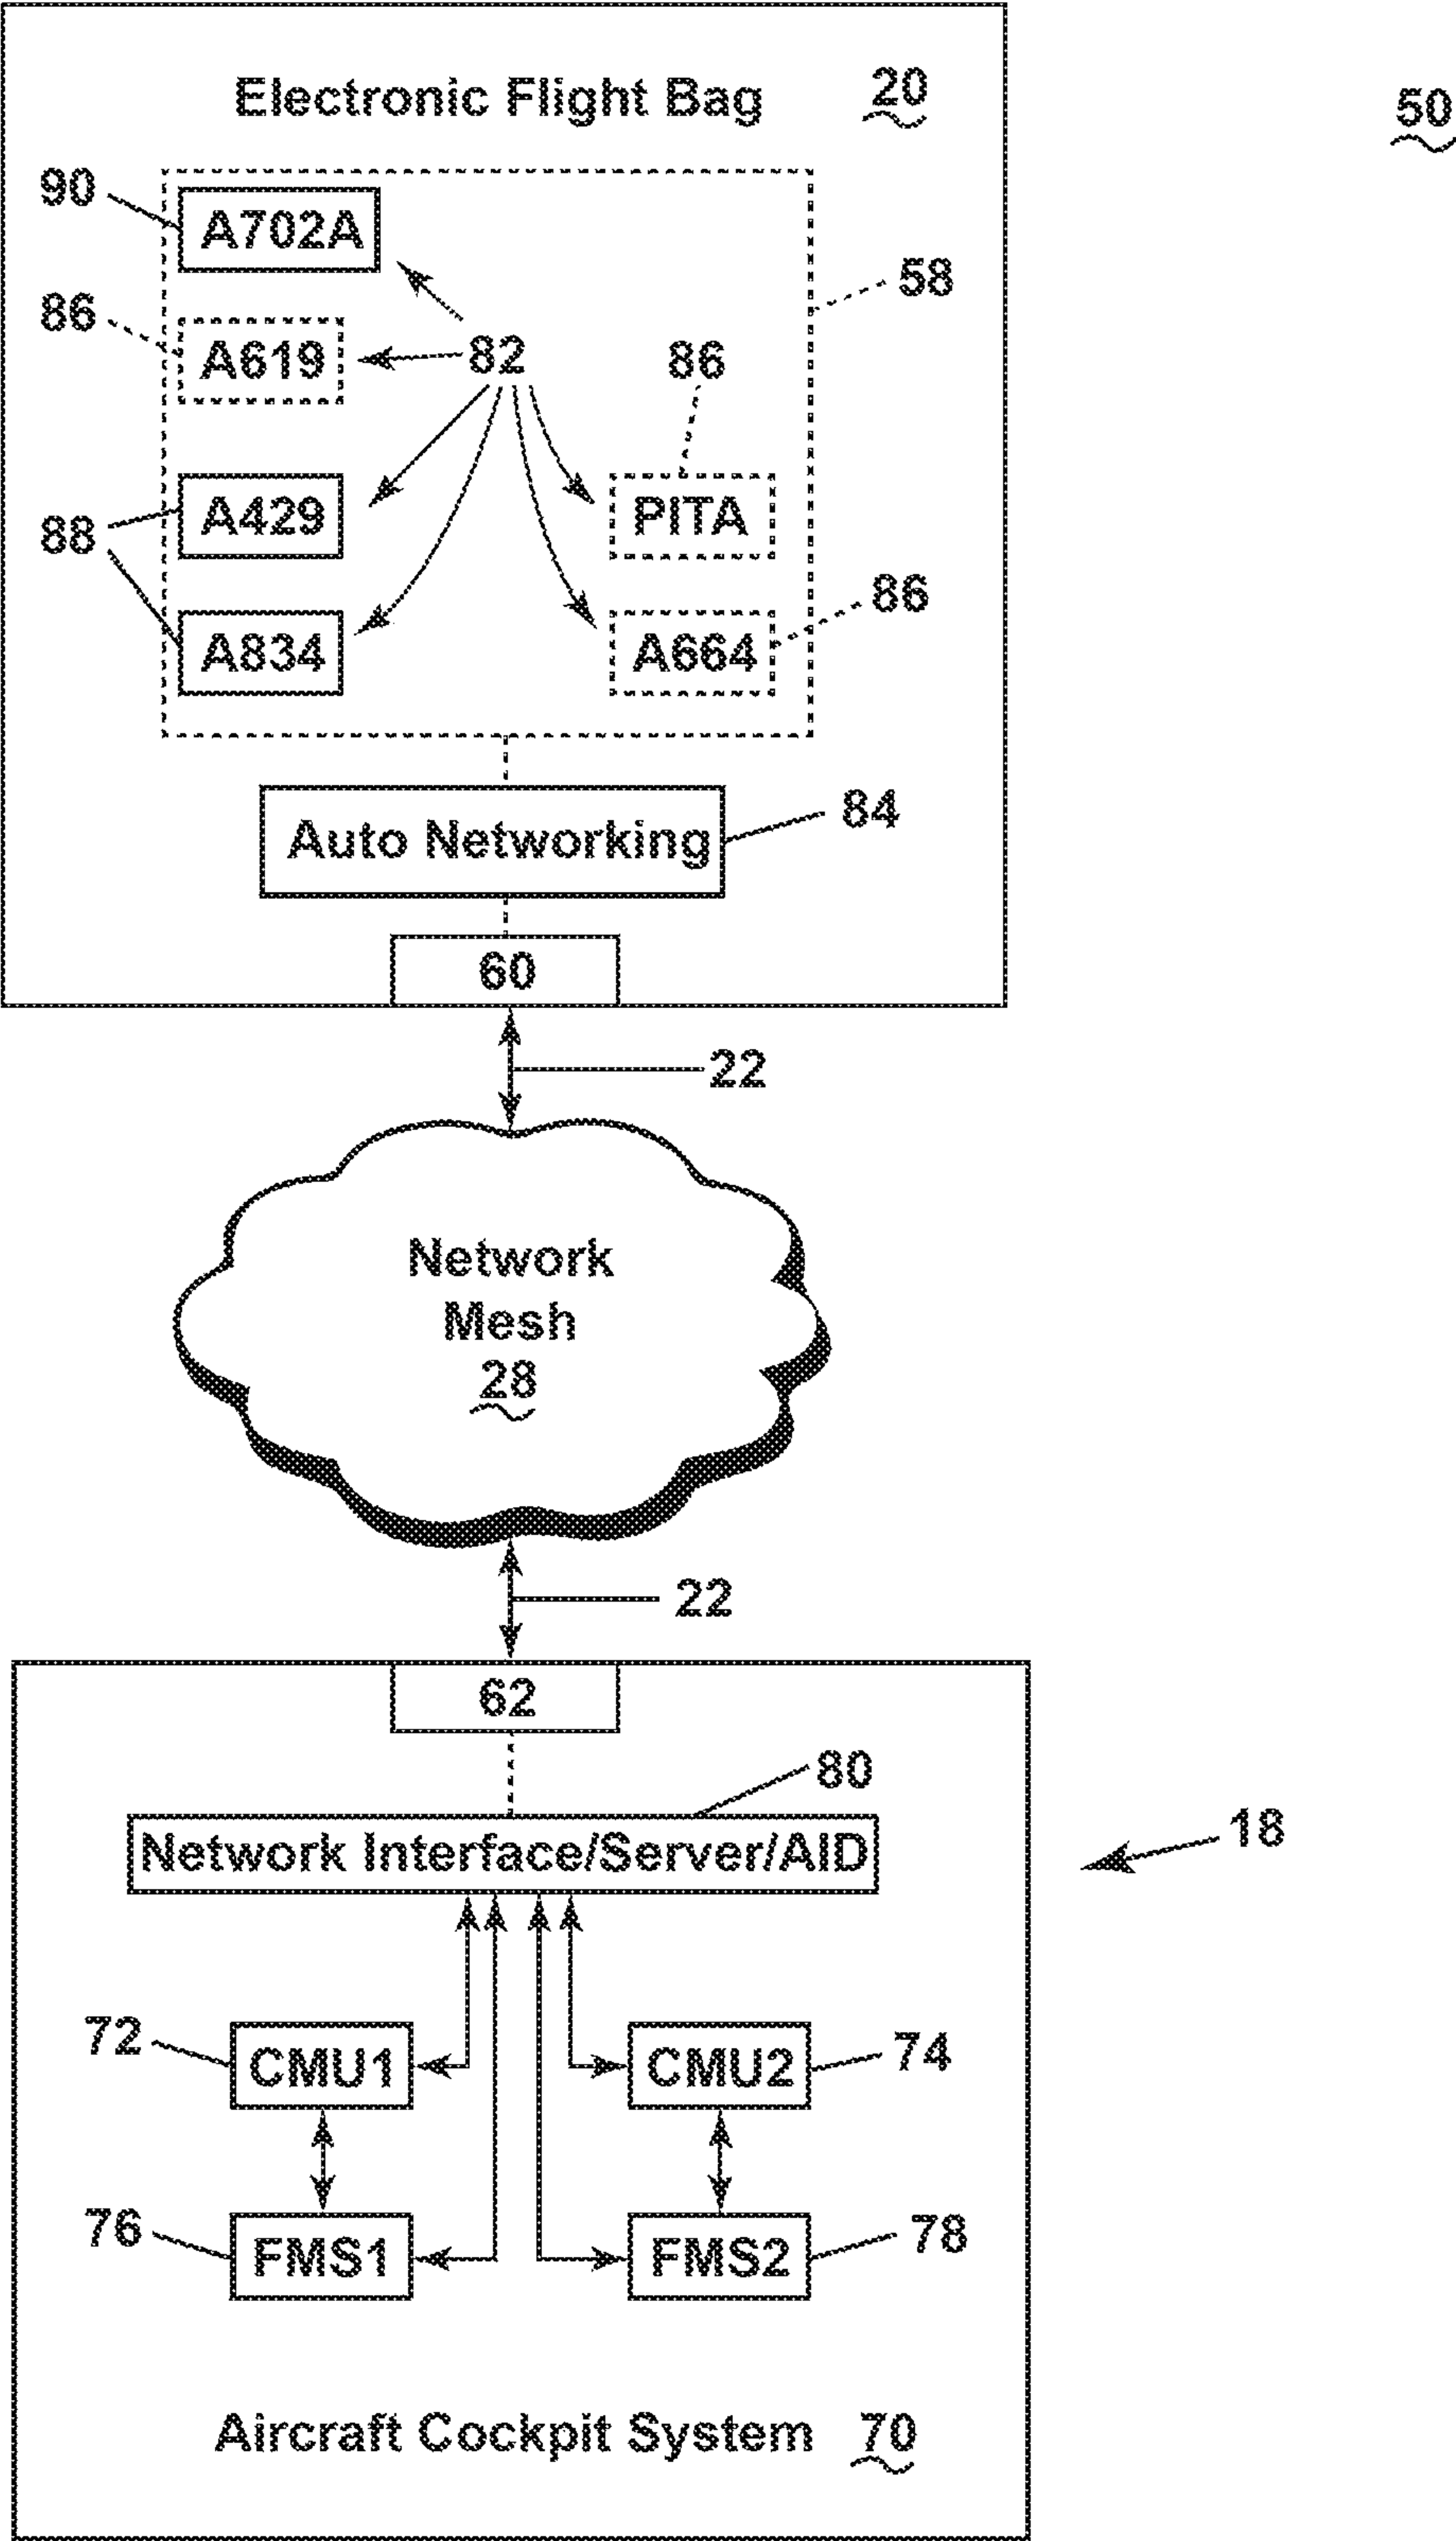 Electronic Flight Bag 20
50
90
A702A
58
86
A619
82
86
A429
PITA
88
86
A834
A664
84
Auto Networking
60
22
Network
Mesh
28
22
62
80
Network Interface/Server/AID
18
72
CMU1
CMU2
74
76
FMS1
FMS2
78
Aircraft Cockpit System 70